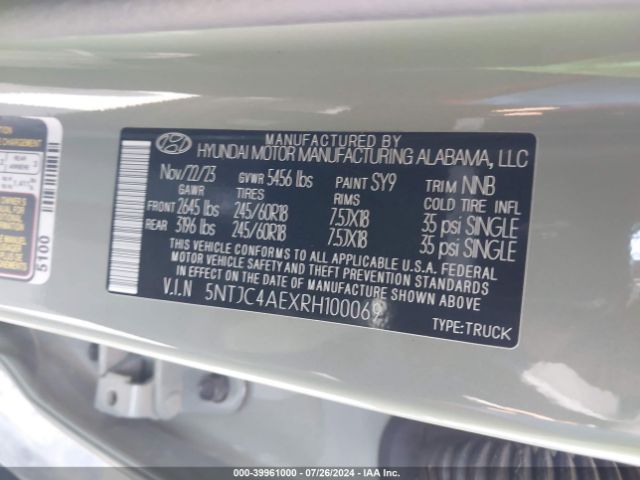 MANUFACTURED BY
HYUNDAI MOTOR MANUFACTURING ALABAMA, LLC
Nov/22/23 GVWR 5456 lbs PAINT SY9 TRIM NNB
GAWR TIRES RIMS COLD TIRE INFL
FRONT 2645 lbs 245/60R18 7.5JX18 35 psi SINGLE
REAR 3196 lbs 245/60R18 7.5JX18 35 psi SINGLE
THIS VEHICLE CONFORMS TO ALL APPLICABLE U.S.A. FEDERAL
MOTOR VEHICLE SAFETY AND THEFT PREVENTION STANDARDS
IN EFFECT ON THE DATE OF MANUFACTURE SHOWN ABOVE
V.I.N 5NTJC4AEXRH100069
TYPE:TRUCK
5100
000-39961000 - 07/26/2024 - IAA Inc.